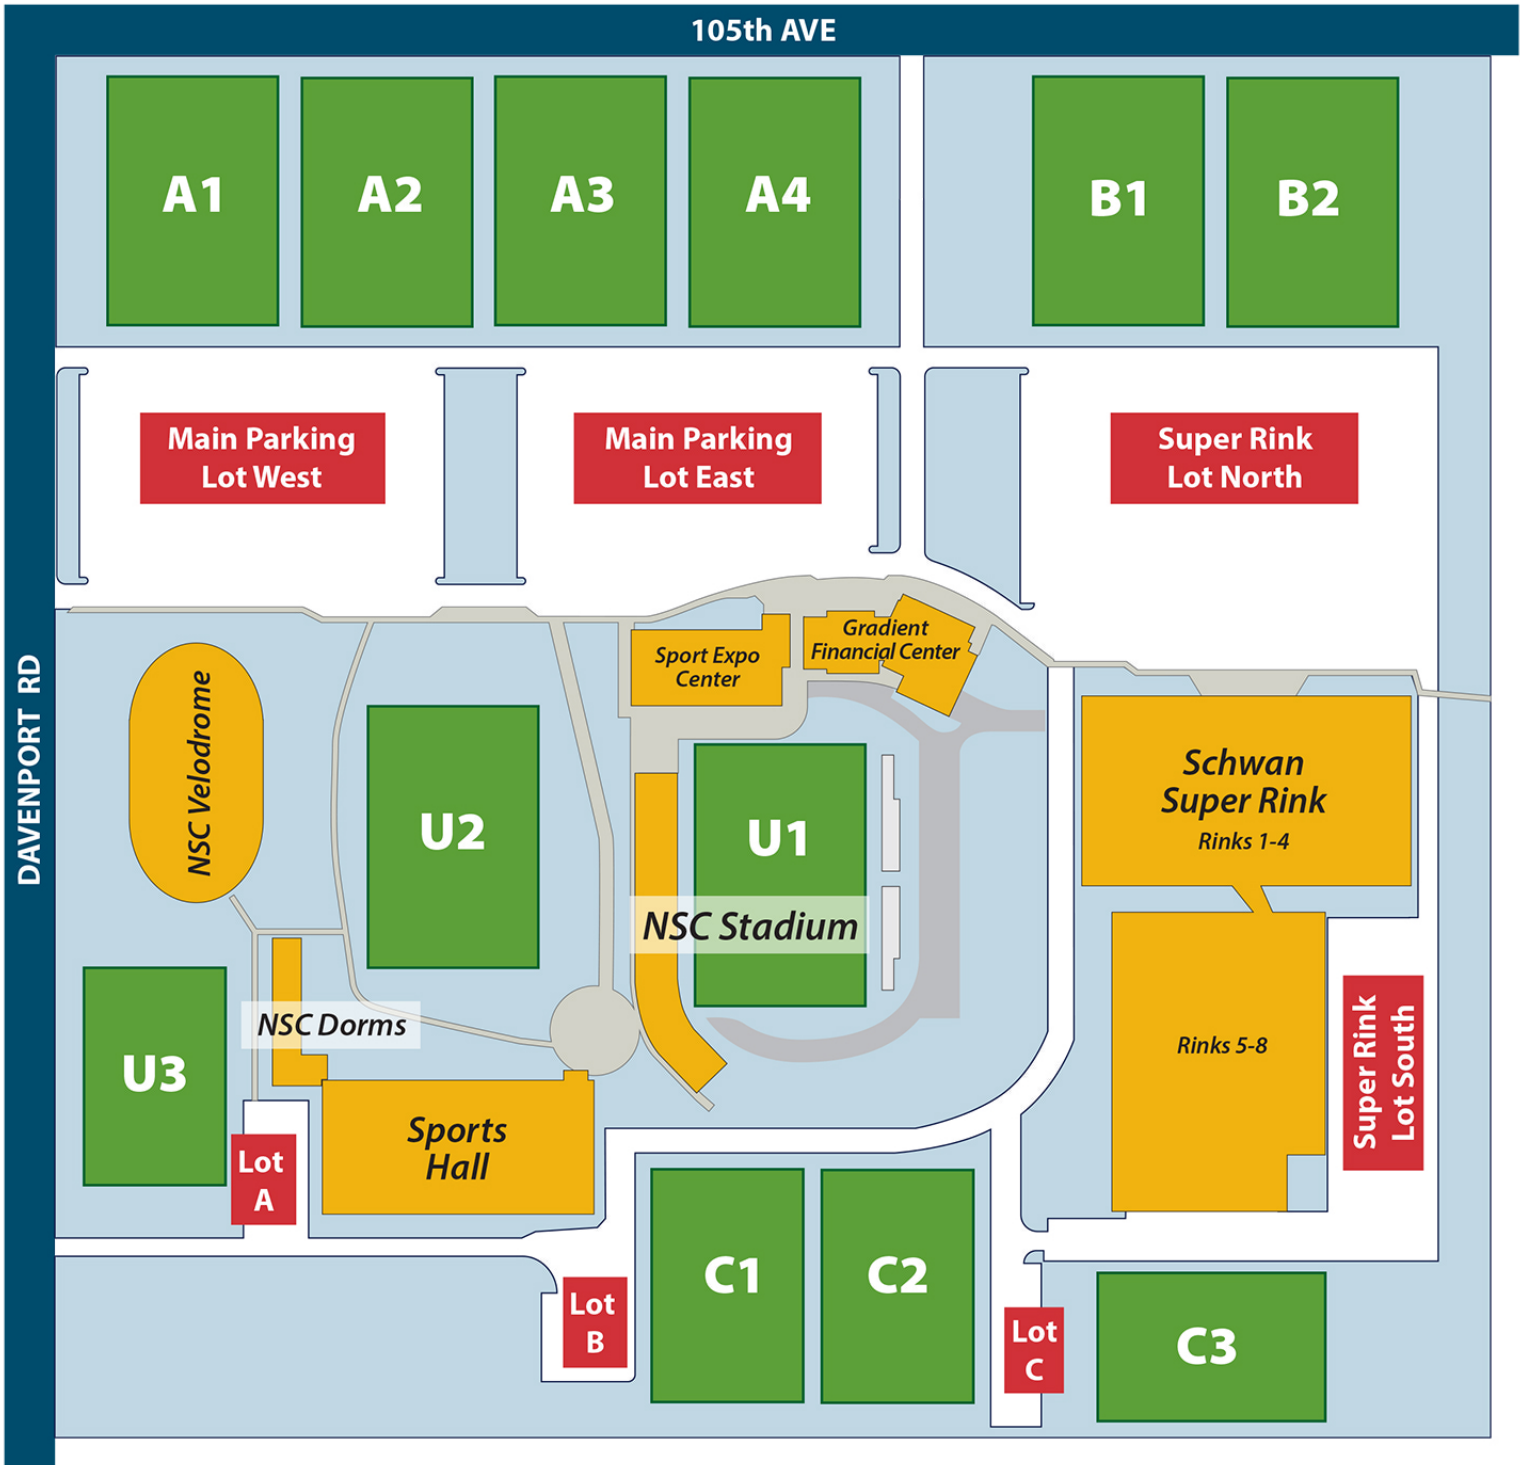 105th AVE
A1
A2
A3
A4
B1
B2
Main Parking
Lot West
Main Parking
Lot East
Super Rink
Lot North
DAVENPORT RD
NSC Velodrome
Sport Expo
Center
Gradient
Financial Center
U2
U1
NSC Stadium
Schwan
Super Rink
Rinks 1-4
Rinks 5-8
Super Rink
Lot South
NSC Dorms
U3
Sports
Hall
Lot
A
Lot
B
C1
C2
Lot
C
C3